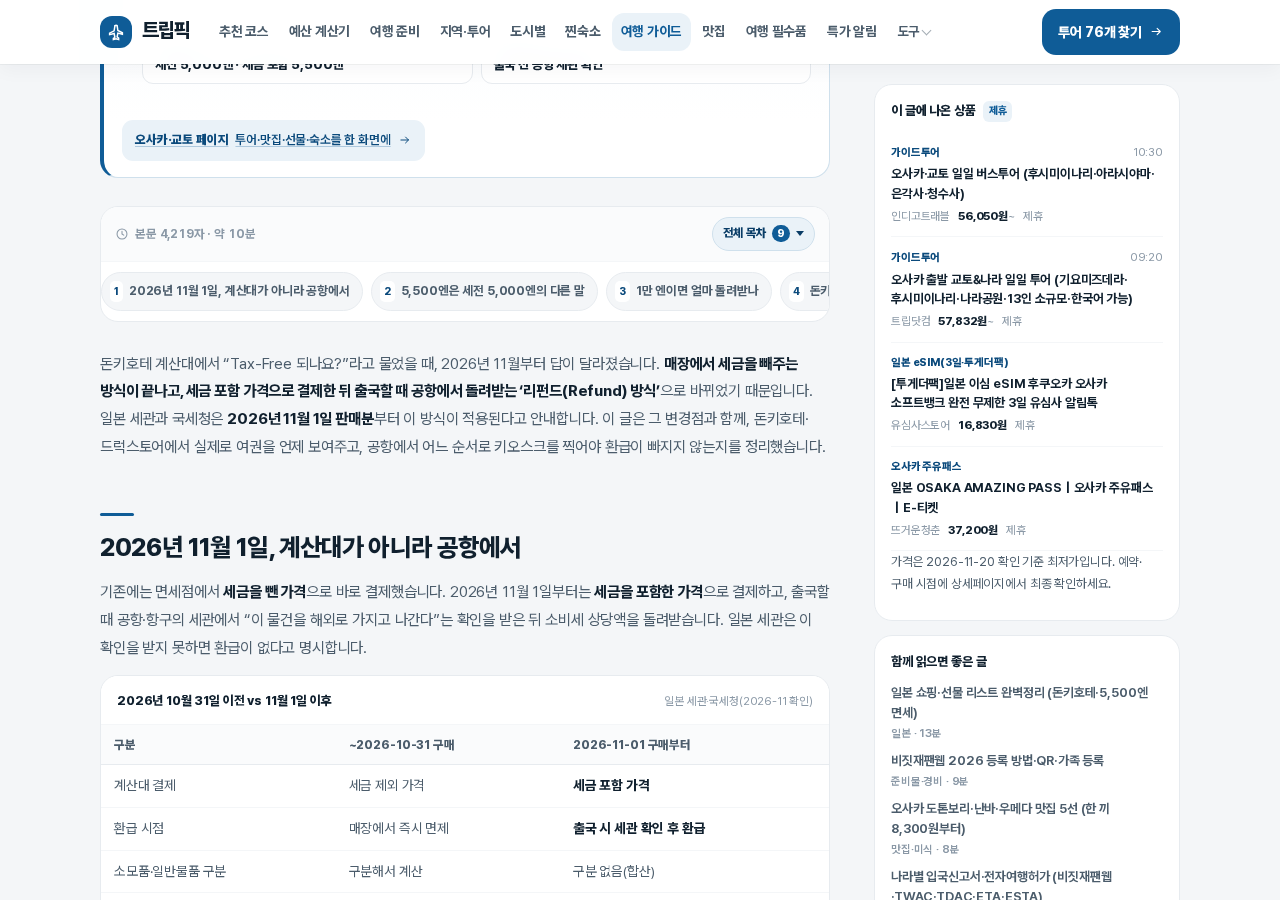 트립픽
추천 코스
예산 계산기
여행 준비
지역·투어
도시별
찐숙소
여행 가이드
맛집
여행 필수품
특가 알림
도구
투어 76개 찾기 →
세전 5,000엔 · 세금 포함 5,500엔
출국 전 공항 세관 확인
오사카·교토 페이지 투어·맛집·선물·숙소를 한 화면에 →
본문 4,219자 · 약 10분
전체 목차 9
1 2026년 11월 1일, 계산대가 아니라 공항에서
2 5,500엔은 세전 5,000엔의 다른 말
3 1만 엔이면 얼마 돌려받나
4 돈키
돈키호테 계산대에서 “Tax-Free 되나요?”라고 물었을 때, 2026년 11월부터 답이 달라졌습니다. 매장에서 세금을 빼주는
방식이 끝나고, 세금 포함 가격으로 결제한 뒤 출국할 때 공항에서 돌려받는 ‘리펀드(Refund) 방식’으로 바뀌었기 때문입니다.
일본 세관과 국세청은 2026년 11월 1일 판매분부터 이 방식이 적용된다고 안내합니다. 이 글은 그 변경점과 함께, 돈키호테·
드럭스토어에서 실제로 여권을 언제 보여주고, 공항에서 어느 순서로 키오스크를 찍어야 환급이 빠지지 않는지를 정리했습니다.
2026년 11월 1일, 계산대가 아니라 공항에서
기존에는 면세점에서 세금을 뺀 가격으로 바로 결제했습니다. 2026년 11월 1일부터는 세금을 포함한 가격으로 결제하고, 출국할
때 공항·항구의 세관에서 “이 물건을 해외로 가지고 나간다”는 확인을 받은 뒤 소비세 상당액을 돌려받습니다. 일본 세관은 이
확인을 받지 못하면 환급이 없다고 명시합니다.
2026년 10월 31일 이전 vs 11월 1일 이후
일본 세관·국세청(2026-11 확인)
구분 ~2026-10-31 구매 2026-11-01 구매부터
계산대 결제 세금 제외 가격 세금 포함 가격
환급 시점 매장에서 즉시 면제 출국 시 세관 확인 후 환급
소모품·일반물품 구분 구분해서 계산 구분 없음(합산)
이 글에 나온 상품 제휴
가이드투어 10:30
오사카·교토 일일 버스투어 (후시미이나리·아라시야마·
은각사·청수사)
인디고트래블 56,050원~ 제휴
가이드투어 09:20
오사카 출발 교토&나라 일일 투어 (기요미즈데라·
후시미이나리·나라공원·13인 소규모·한국어 가능)
트립닷컴 57,832원~ 제휴
일본 eSIM(3일·투게더팩)
[투게더팩]일본 이심 eSIM 후쿠오카 오사카
소프트뱅크 완전 무제한 3일 유심사 알림톡
유심사스토어 16,830원 제휴
오사카 주유패스
일본 OSAKA AMAZING PASS ㅣ 오사카 주유패스
ㅣ E-티켓
뜨거운청춘 37,200원 제휴
가격은 2026-11-20 확인 기준 최저가입니다. 예약·
구매 시점에 상세페이지에서 최종 확인하세요.
함께 읽으면 좋은 글
일본 쇼핑·선물 리스트 완벽정리 (돈키호테·5,500엔
면세)
일본 · 13분
비짓재팬웹 2026 등록 방법·QR·가족 등록
준비물·경비 · 9분
오사카 도톤보리·난바·우메다 맛집 5선 (한 끼
8,300원부터)
맛집·미식 · 8분
나라별 입국신고서·전자여행허가 (비짓재팬웹
·TWAC·TDAC·ETA·ESTA)